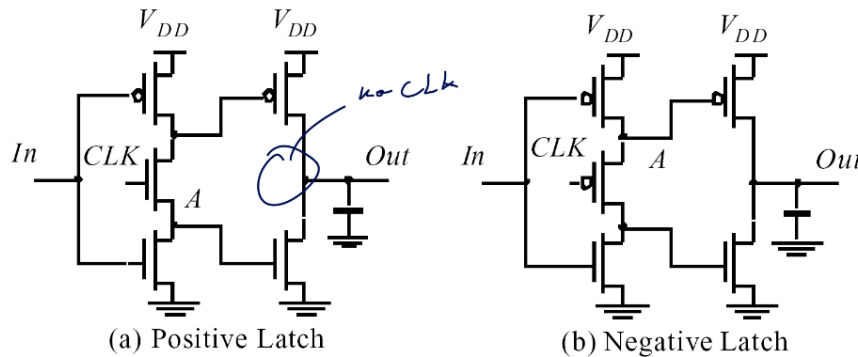 V_DD V_DD V_DD V_DD
no CLK
In CLK Out In CLK A Out
A
(a) Positive Latch (b) Negative Latch